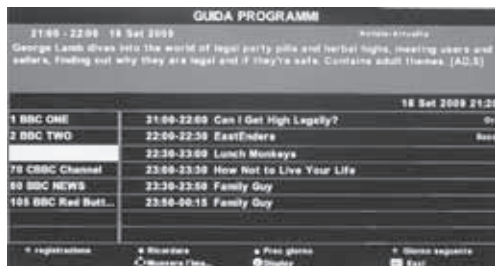 GUIDA PROGRAMMI
21:00 - 22:00 18 Set 2009
George Lamb dives into the world of legal party pills and herbal highs, meeting users and
sellers, finding out why they are legal and if they're safe. Contains adult themes. [AD,S]
18 Set 2009 21:25
1 BBC ONE 21:00-22:00 Can I Get High Legally?
2 BBC TWO 22:00-22:30 EastEnders
22:30-23:00 Lunch Monkeys
70 CBBC Channel 23:00-23:30 How Not to Live Your Life
80 BBC NEWS 23:30-23:50 Family Guy
105 BBC Red Butt... 23:50-00:15 Family Guy
registrazione Ricordare Prec giorno Giorno seguente
Display Esci